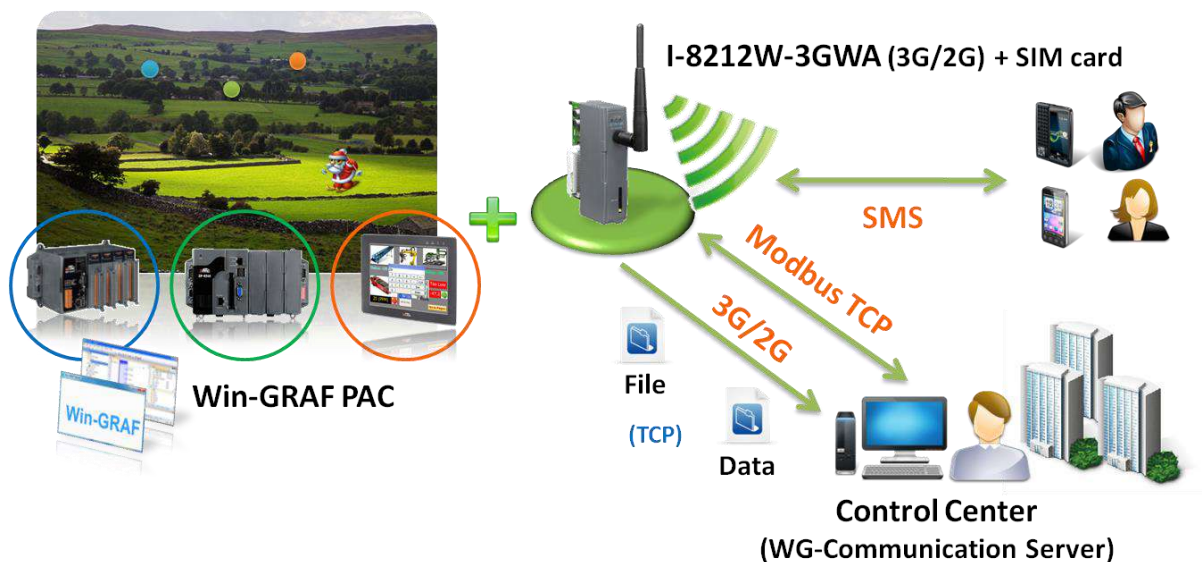 I-8212W-3GWA (3G/2G) + SIM card
SMS
Modbus TCP
3G/2G
File
(TCP)
Data
Win-GRAF PAC
Win-GRAF
Control Center
(WG-Communication Server)